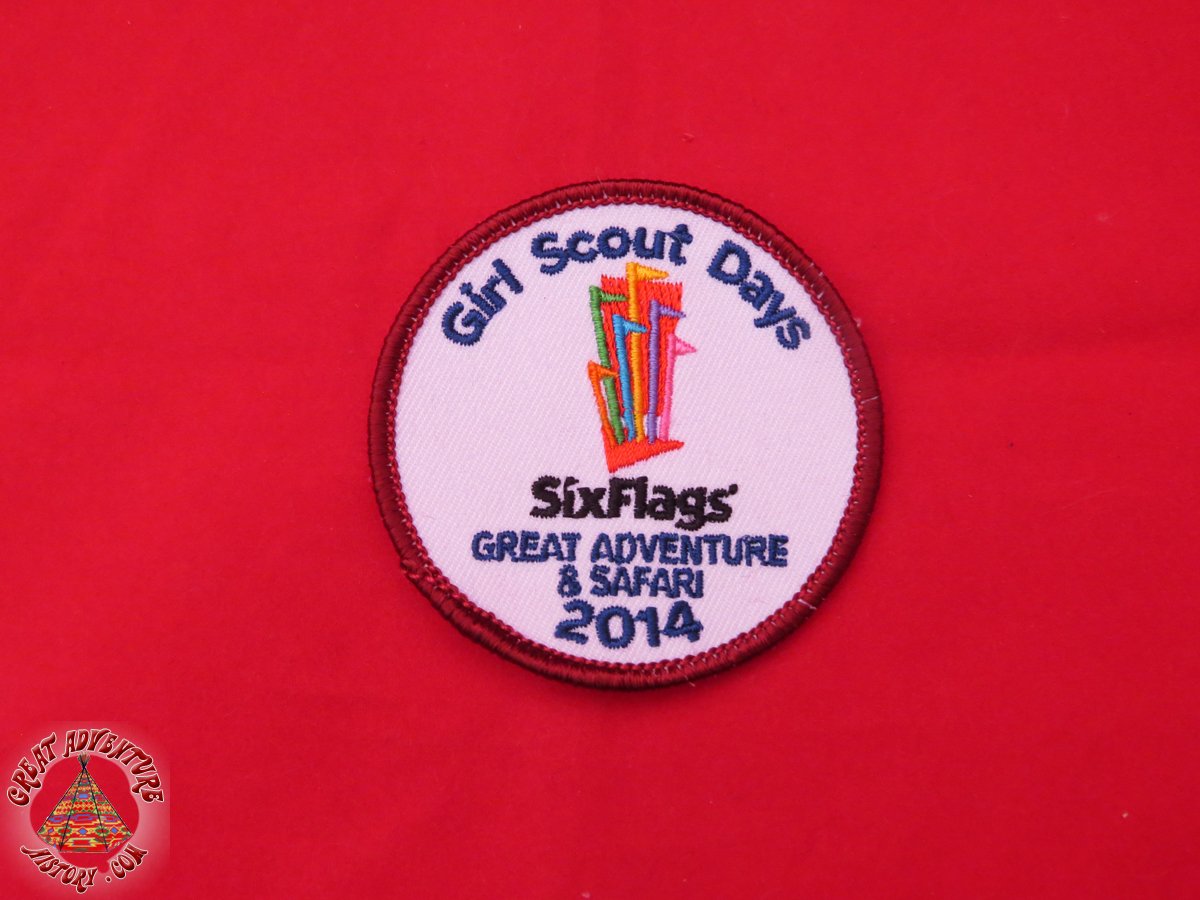 Girl Scout Days
SixFlags'
GREAT ADVENTURE
& SAFARI
2014
GREAT ADVENTURE
HISTORY.COM